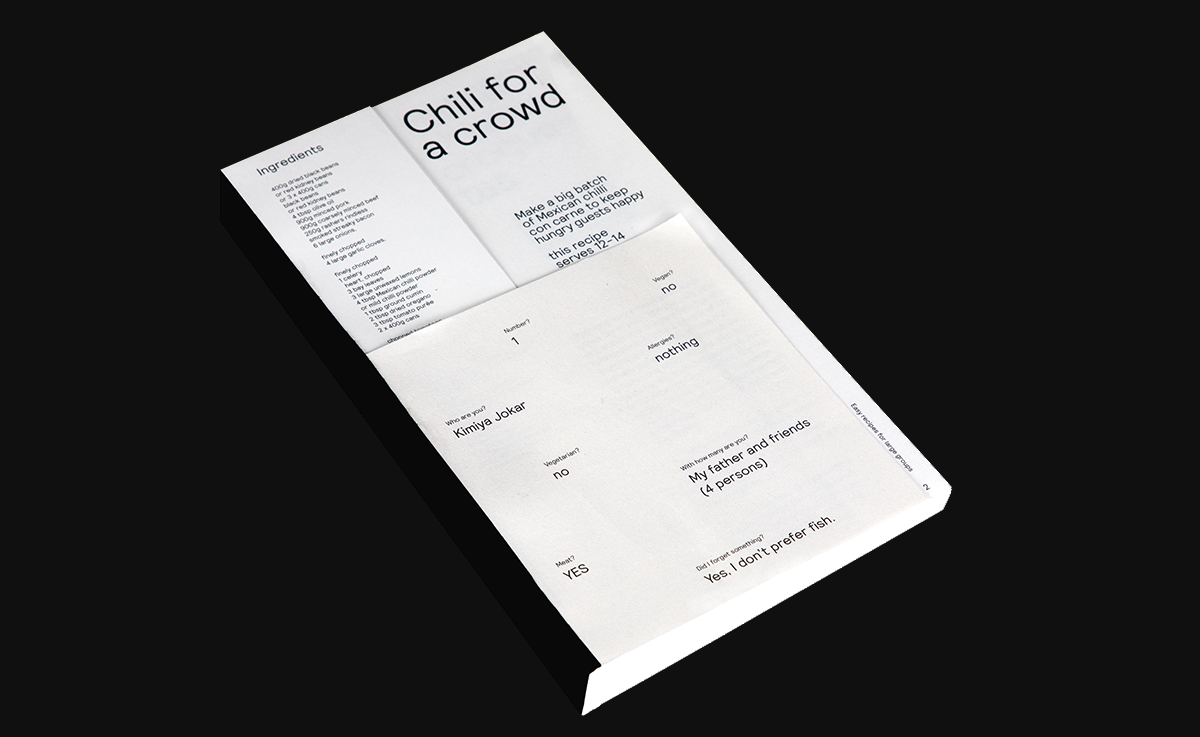 Chili for
a crowd
Ingredients
400g dried black beans
or red kidney beans
or 3 x 400g cans
black beans
or red kidney beans
4 tbsp olive oil
900g minced pork
900g coarsely minced beef
250g rashers rindless
smoked streaky bacon
6 large onions,
finely chopped
4 large garlic cloves,
finely chopped
1 celery
heart, chopped
3 bay leaves
3 large unwaxed lemons
4 tbsp Mexican chilli powder
or mild chilli powder
1 tbsp ground cumin
2 tbsp dried oregano
3 tbsp tomato purée
2 x 400g cans
Make a big batch
of Mexican chilli
con carne to keep
hungry guests happy
this recipe
serves 12–14
Number?
1
Vegan?
no
Allergies?
nothing
Who are you?
Kimiya Jokar
Vegetarian?
no
With how many are you?
My father and friends
(4 persons)
Meat?
YES
Did I forget something?
Yes, I don't prefer fish.
Easy recipes for large groups
2